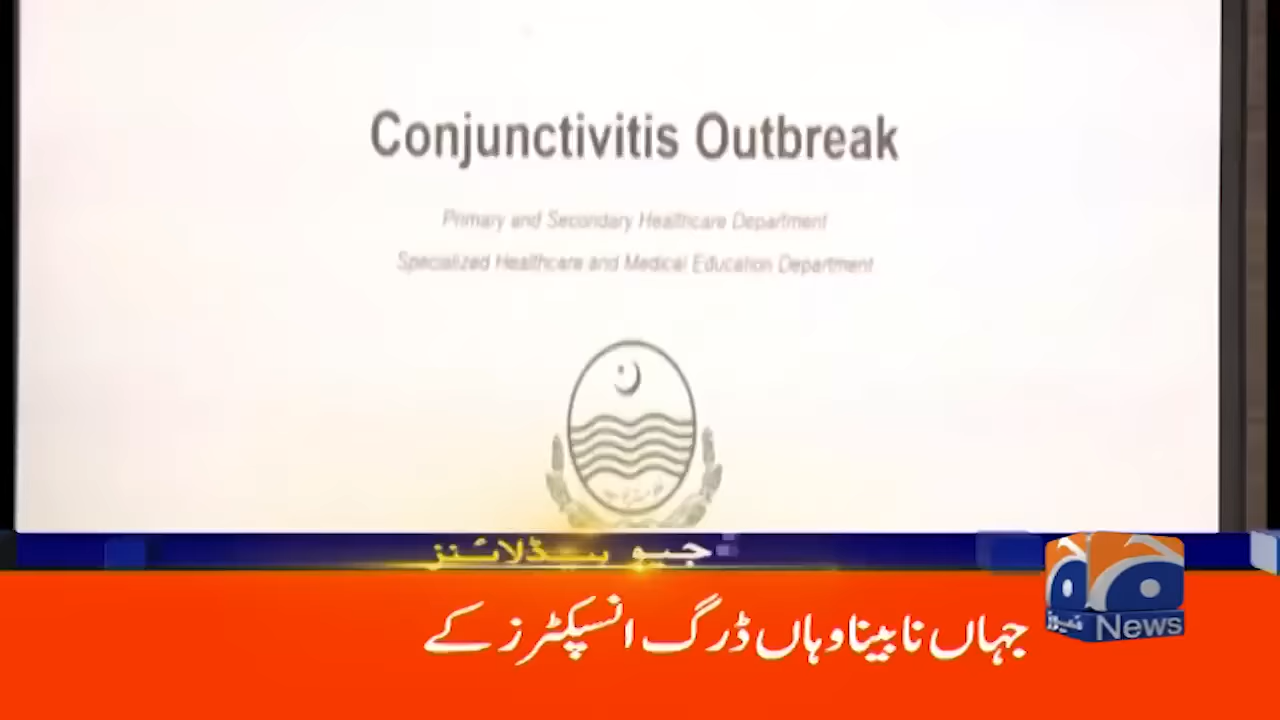 Conjunctivitis Outbreak
Primary and Secondary Healthcare Department
Specialized Healthcare and Medical Education Department
جیو ہیڈلائنز
جہاں نابینا وہاں ڈرگ انسپکٹرز کے
نیوز News